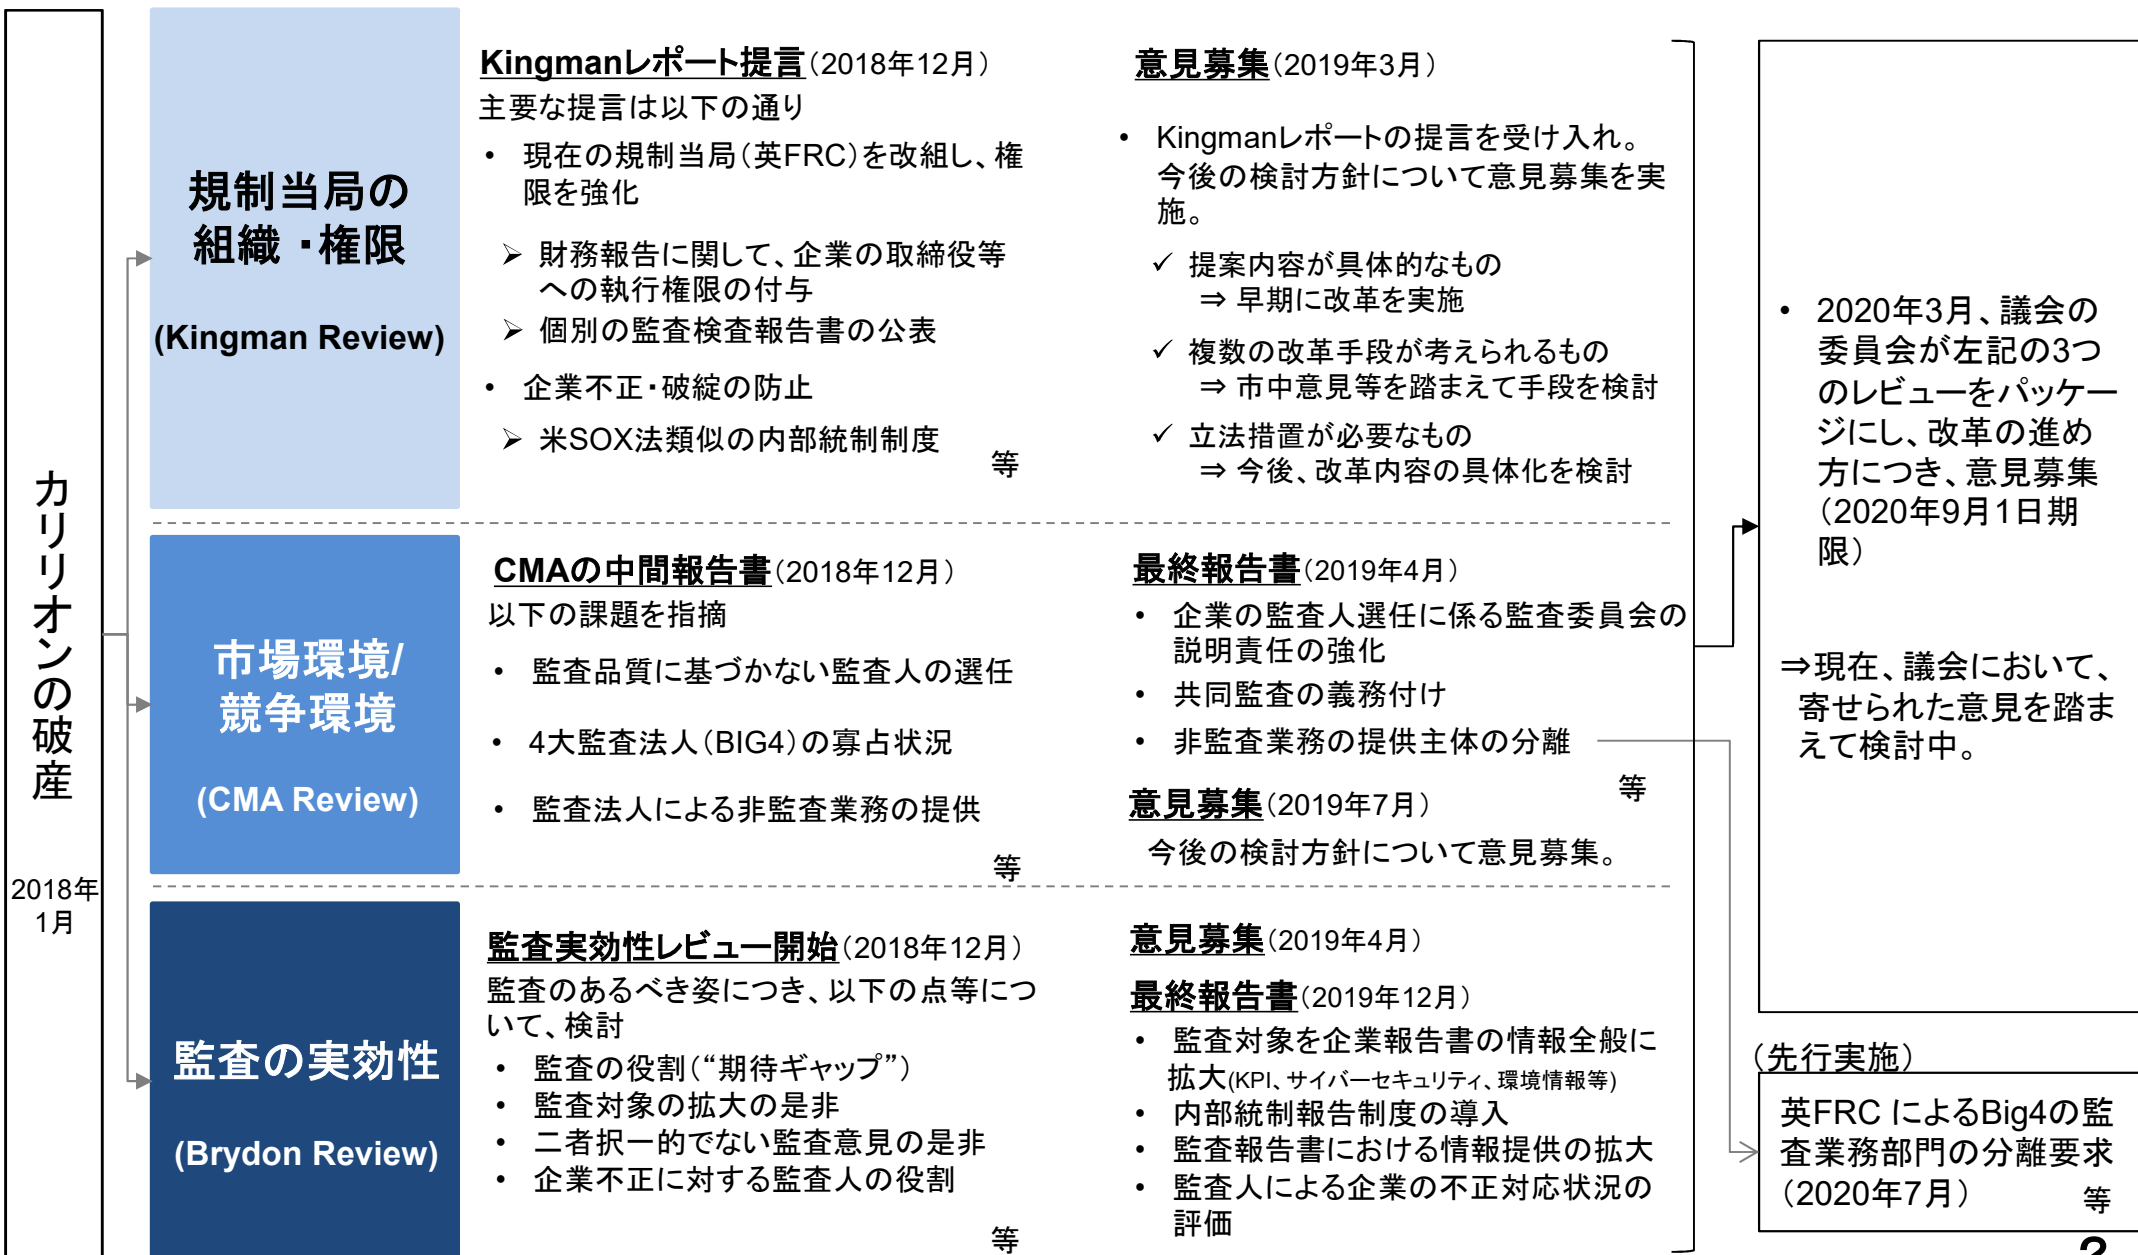 カリリオンの破産
2018年
1月
規制当局の
組織・権限
(Kingman Review)
Kingmanレポート提言(2018年12月)
主要な提言は以下の通り
• 現在の規制当局(英FRC)を改組し、権
限を強化
➢ 財務報告に関して、企業の取締役等
への執行権限の付与
➢ 個別の監査検査報告書の公表
• 企業不正・破綻の防止
➢ 米SOX法類似の内部統制制度
等
意見募集(2019年3月)
• Kingmanレポートの提言を受け入れ。
今後の検討方針について意見募集を実
施。
✓ 提案内容が具体的なもの
⇒ 早期に改革を実施
✓ 複数の改革手段が考えられるもの
⇒ 市中意見等を踏まえて手段を検討
✓ 立法措置が必要なもの
⇒ 今後、改革内容の具体化を検討
市場環境/
競争環境
(CMA Review)
CMAの中間報告書(2018年12月)
以下の課題を指摘
• 監査品質に基づかない監査人の選任
• 4大監査法人(BIG4)の寡占状況
• 監査法人による非監査業務の提供
等
最終報告書(2019年4月)
• 企業の監査人選任に係る監査委員会の
説明責任の強化
• 共同監査の義務付け
• 非監査業務の提供主体の分離
等
意見募集(2019年7月)
今後の検討方針について意見募集。
監査の実効性
(Brydon Review)
監査実効性レビュー開始(2018年12月)
監査のあるべき姿につき、以下の点等につ
いて、検討
• 監査の役割(“期待ギャップ”)
• 監査対象の拡大の是非
• 二者択一的でない監査意見の是非
• 企業不正に対する監査人の役割
等
意見募集(2019年4月)
最終報告書(2019年12月)
• 監査対象を企業報告書の情報全般に
拡大(KPI、サイバーセキュリティ、環境情報等)
• 内部統制報告制度の導入
• 監査報告書における情報提供の拡大
• 監査人による企業の不正対応状況の
評価
• 2020年3月、議会の
委員会が左記の3つ
のレビューをパッケー
ジにし、改革の進め
方につき、意見募集
(2020年9月1日期
限)
⇒現在、議会において、
寄せられた意見を踏ま
えて検討中。
(先行実施)
英FRC によるBig4の監
査業務部門の分離要求
(2020年7月) 等